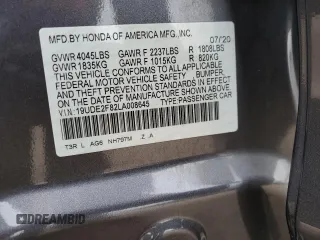 MFD. BY HONDA OF AMERICA MFG.,INC. 07/20
GVWR 4045LBS GAWR F 2237LBS R 1808LBS
GVWR 1835KG GAWR F 1015KG R 820KG
THIS VEHICLE CONFORMS TO ALL APPLICABLE
FEDERAL MOTOR VEHICLE SAFETY, BUMPER,
AND THEFT PREVENTION STANDARDS IN EFFECT
ON THE DATE OF MANUFACTURE SHOWN ABOVE.
V.I.N.:19UDE2F82LA008645 TYPE:PASSENGER CAR
T3R L AG6 NH797M Z A
DREAMBID